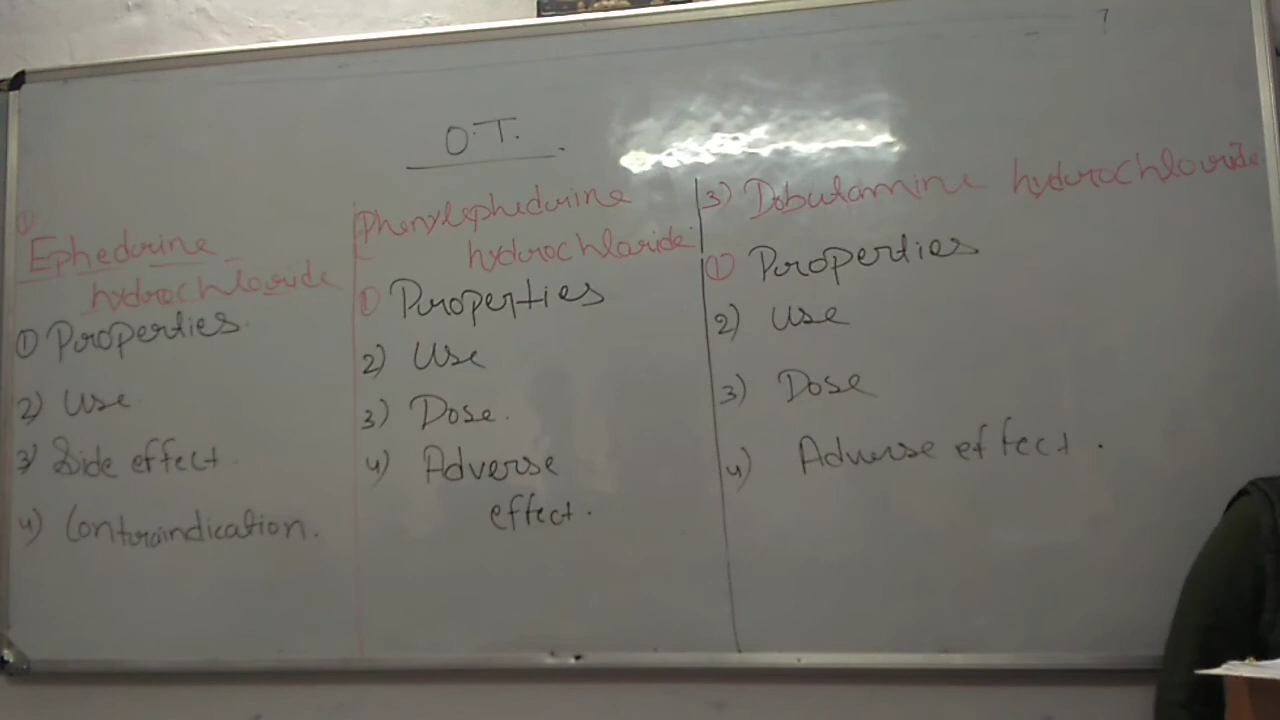 O.T.
①
Ephedrine
hydrochloride
① Properties
2) Use
3) Side effect
4) Contraindication.
Phenylephedrine
hydrochloride
① Properties
2) Use
3) Dose.
4) Adverse
effect.
3) Dobutamine hydrochloride
① Properties
2) Use
3) Dose
4) Adverse effect.